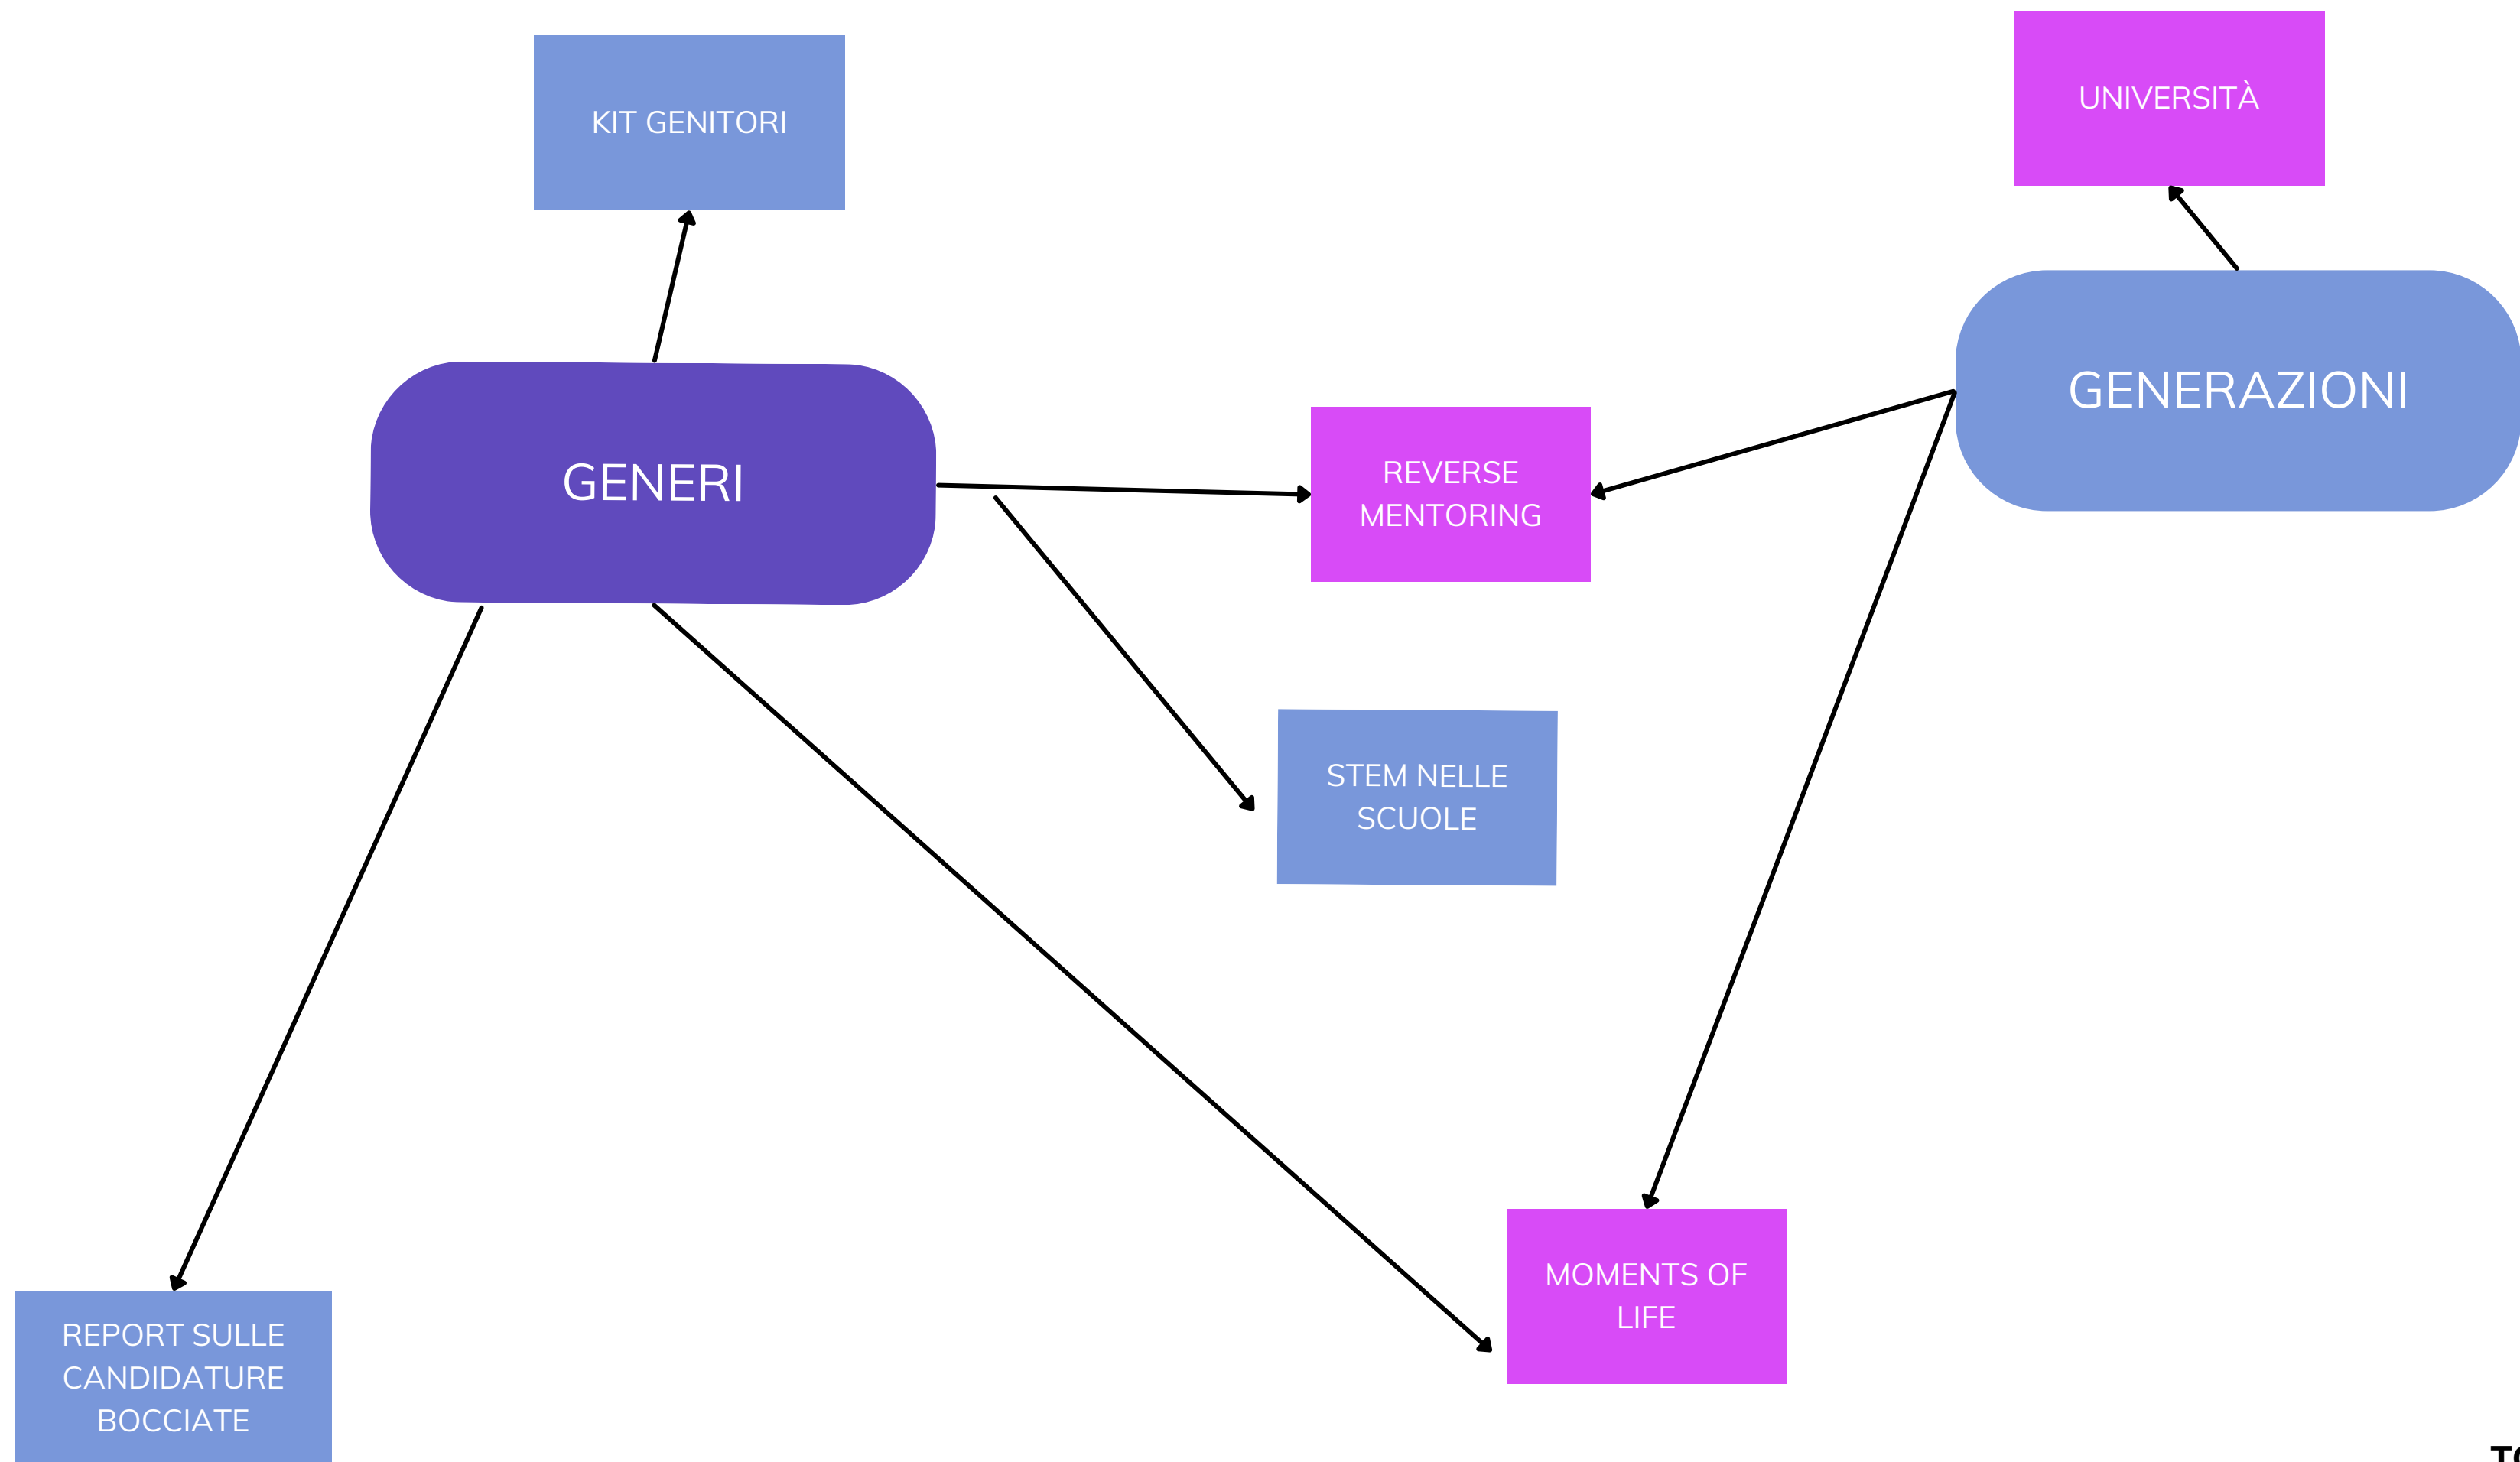 KIT GENITORI
UNIVERSITÀ
GENERAZIONI
GENERI
REVERSE
MENTORING
STEM NELLE
SCUOLE
MOMENTS OF
LIFE
REPORT SULLE
CANDIDATURE
BOCCIATE